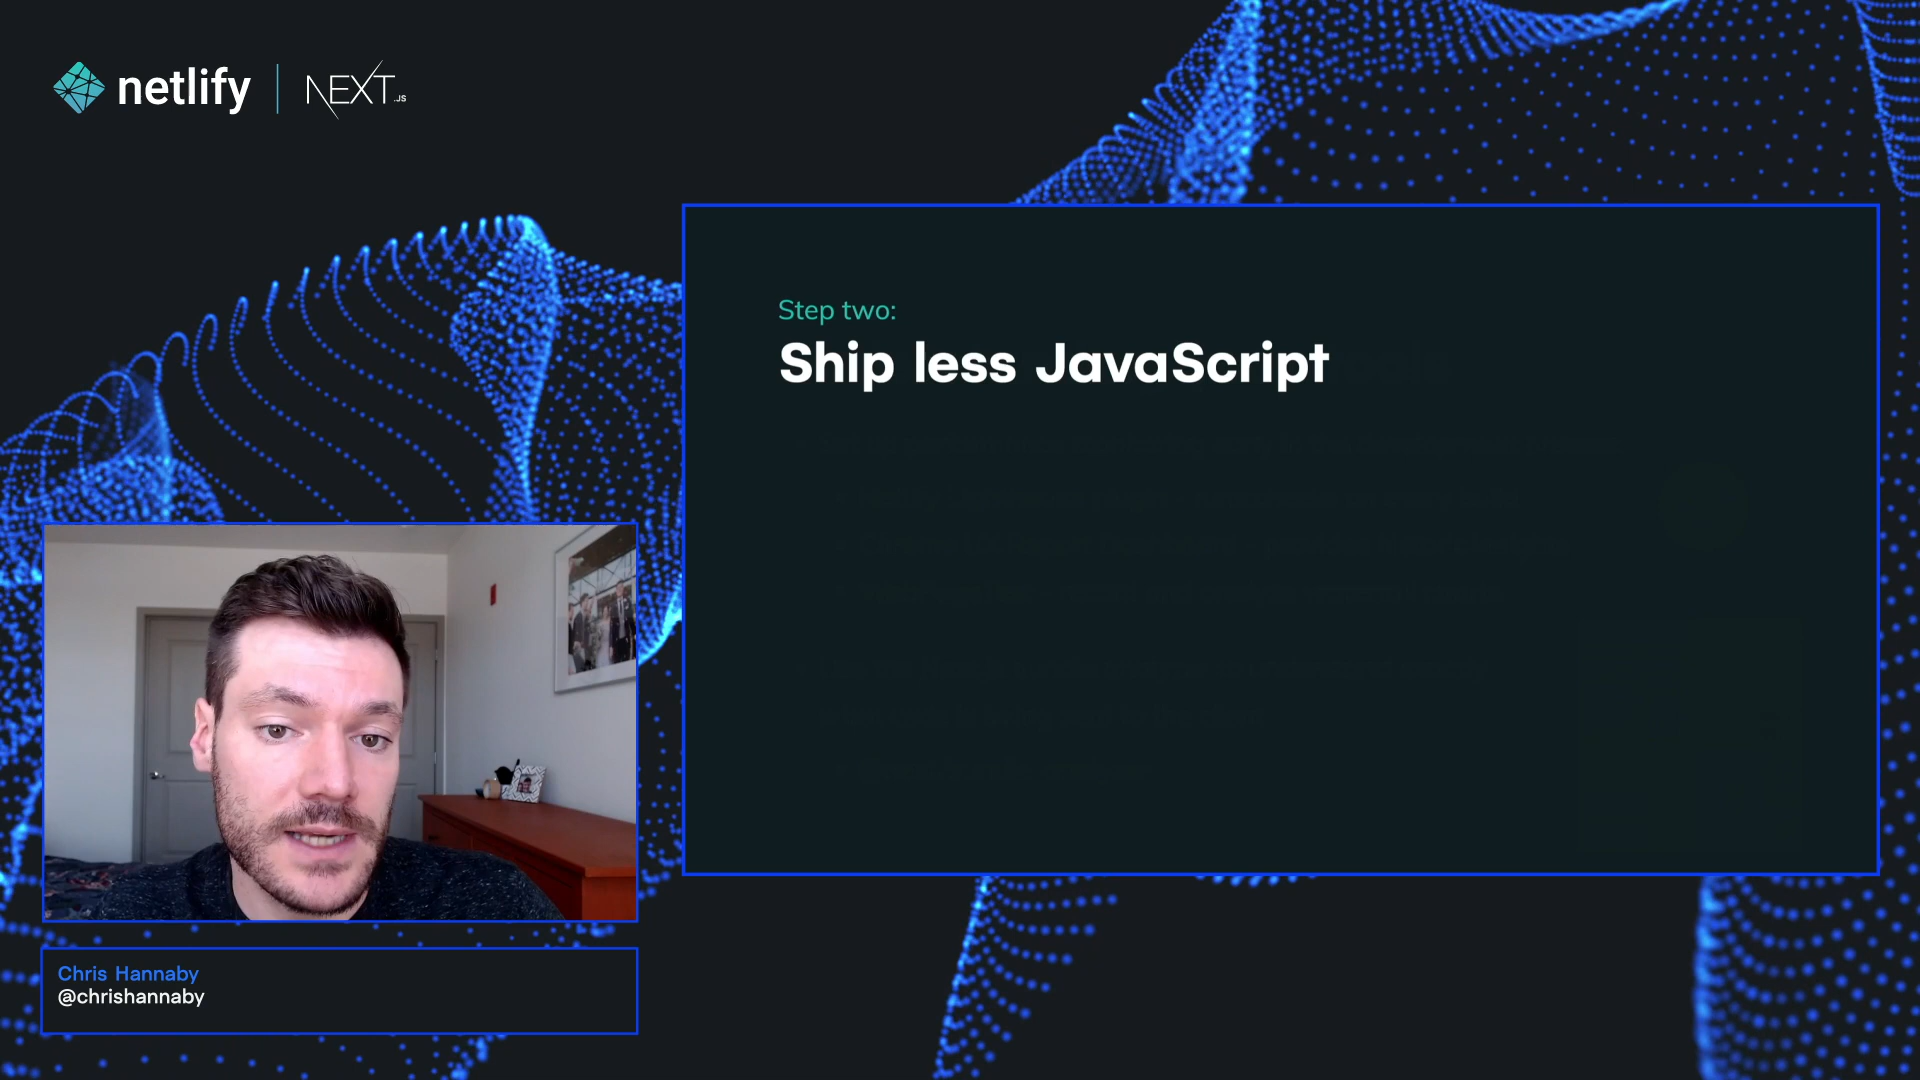 netlify | NEXT.JS
Step two:
Ship less JavaScript
Chris Hannaby
@chrishannaby